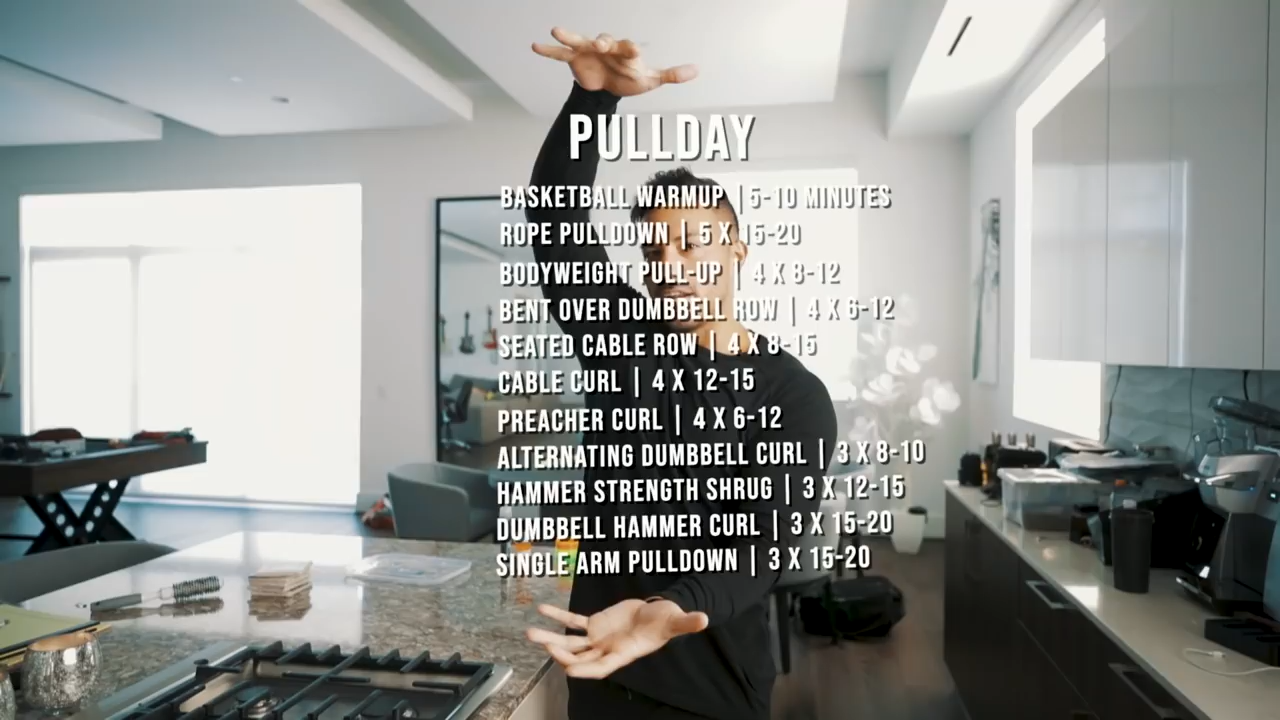 PULLDAY
BASKETBALL WARMUP | 5-10 MINUTES
ROPE PULLDOWN | 5 X 15-20
BODYWEIGHT PULL-UP | 4 X 8-12
BENT OVER DUMBBELL ROW | 4 X 6-12
SEATED CABLE ROW | 4 X 8-15
CABLE CURL | 4 X 12-15
PREACHER CURL | 4 X 6-12
ALTERNATING DUMBBELL CURL | 3 X 8-10
HAMMER STRENGTH SHRUG | 3 X 12-15
DUMBBELL HAMMER CURL | 3 X 15-20
SINGLE ARM PULLDOWN | 3 X 15-20